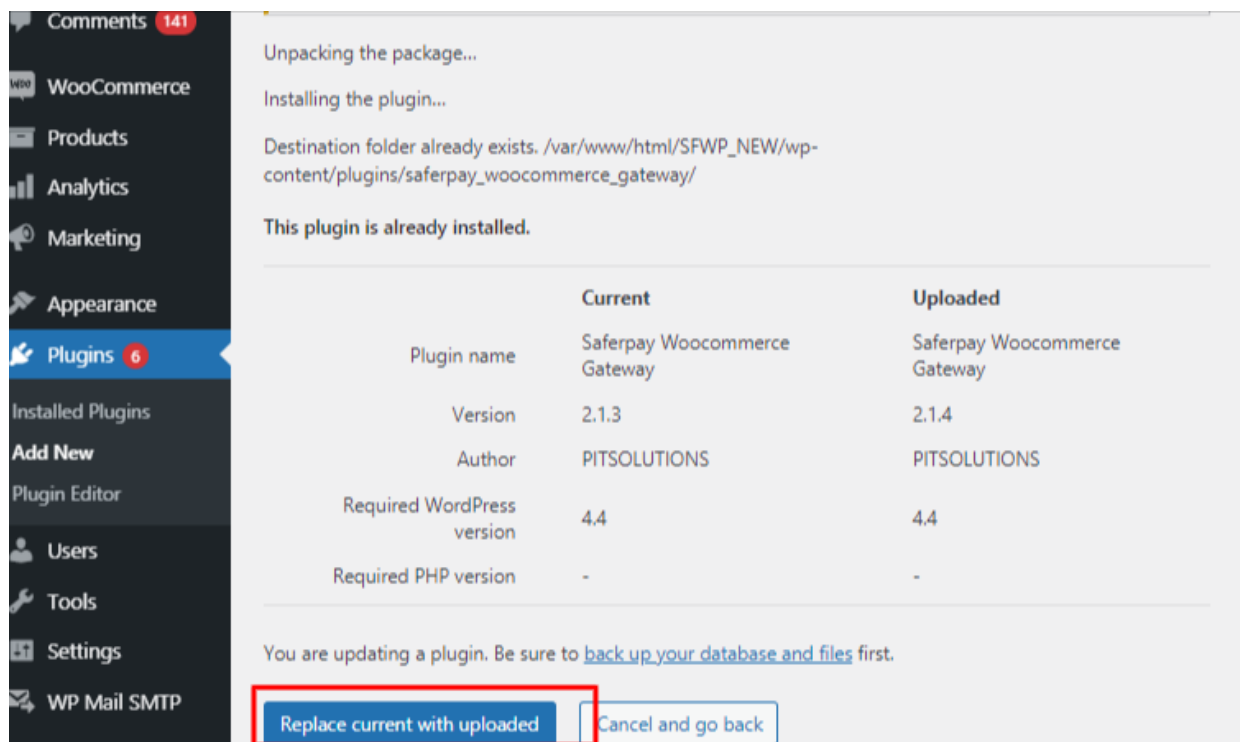 Comments 141
WooCommerce
Products
Analytics
Marketing
Appearance
Plugins 6
Installed Plugins
Add New
Plugin Editor
Users
Tools
Settings
WP Mail SMTP
Unpacking the package...
Installing the plugin...
Destination folder already exists. /var/www/html/SFWP_NEW/wp-
content/plugins/saferpay_woocommerce_gateway/
This plugin is already installed.
Current Uploaded
Plugin name Saferpay Woocommerce Saferpay Woocommerce
Gateway Gateway
Version 2.1.3 2.1.4
Author PITSOLUTIONS PITSOLUTIONS
Required WordPress
version 4.4 4.4
Required PHP version - -
You are updating a plugin. Be sure to back up your database and files first.
Replace current with uploaded Cancel and go back